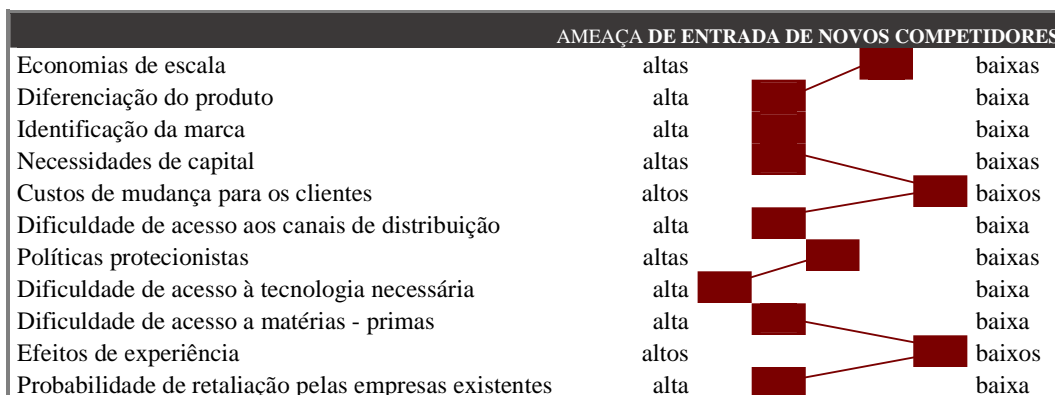 AMEAÇA DE ENTRADA DE NOVOS COMPETIDORES
Economias de escala altas baixas
Diferenciação do produto alta baixa
Identificação da marca alta baixa
Necessidades de capital altas baixas
Custos de mudança para os clientes altos baixos
Dificuldade de acesso aos canais de distribuição alta baixa
Políticas protecionistas altas baixas
Dificuldade de acesso à tecnologia necessária alta baixa
Dificuldade de acesso a matérias - primas alta baixa
Efeitos de experiência altos baixos
Probabilidade de retaliação pelas empresas existentes alta baixa